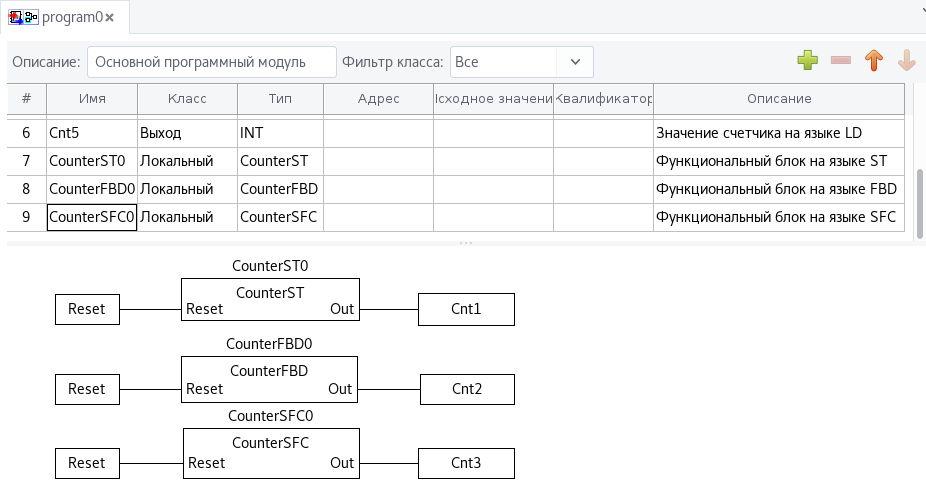 program0
Описание: Основной программный модуль Фильтр класса: Все
# Имя Класс Тип Адрес Исходное значени Квалификатор Описание
6 Cnt5 Выход INT Значение счетчика на языке LD
7 CounterST0 Локальный CounterST Функциональный блок на языке ST
8 CounterFBD0 Локальный CounterFBD Функциональный блок на языке FBD
9 CounterSFC0 Локальный CounterSFC Функциональный блок на языке SFC
CounterST0
CounterST
Reset Reset Out Cnt1
CounterFBD0
CounterFBD
Reset Reset Out Cnt2
CounterSFC0
CounterSFC
Reset Reset Out Cnt3